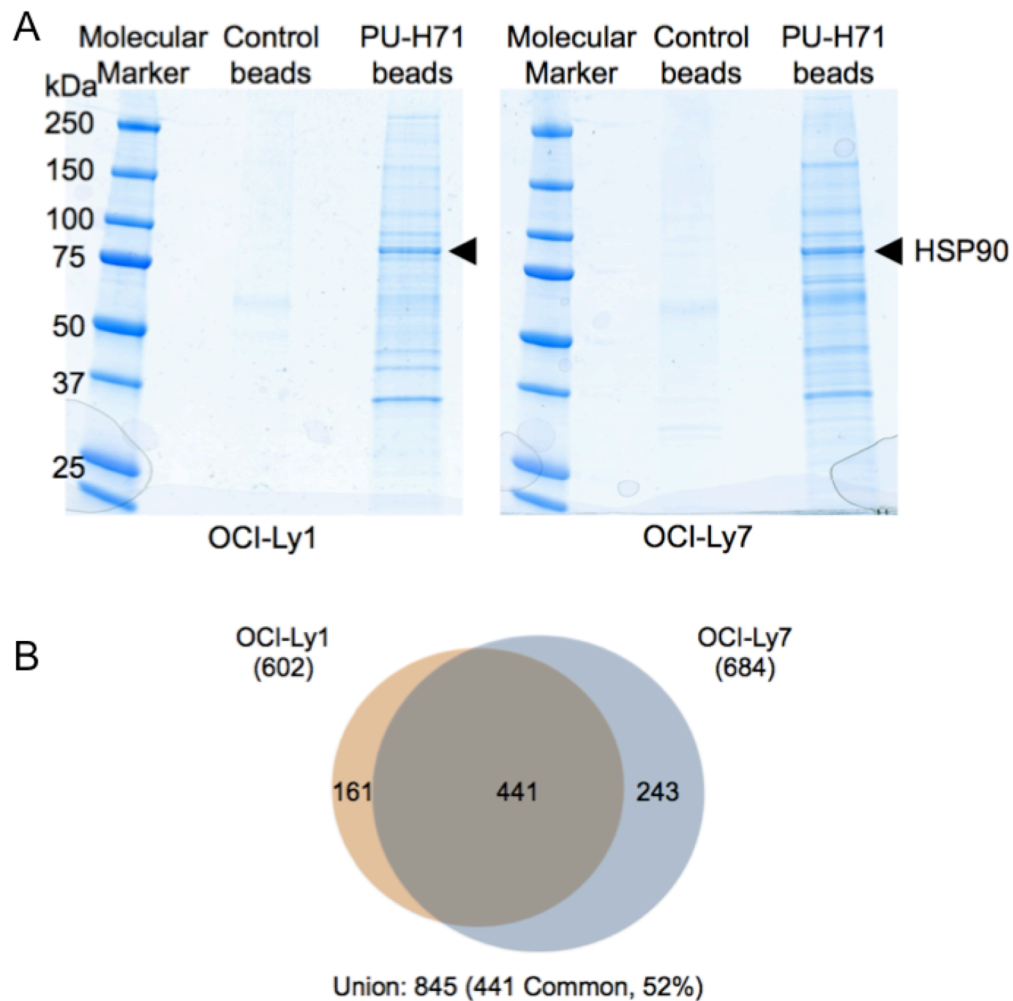 A
Molecular Control PU-H71 Molecular Control PU-H71
Marker beads beads Marker beads beads
kDa
250
150
100
75
HSP90
50
37
25
OCI-Ly1 OCI-Ly7
B
OCI-Ly1 OCI-Ly7
(602) (684)
161 441 243
Union: 845 (441 Common, 52%)